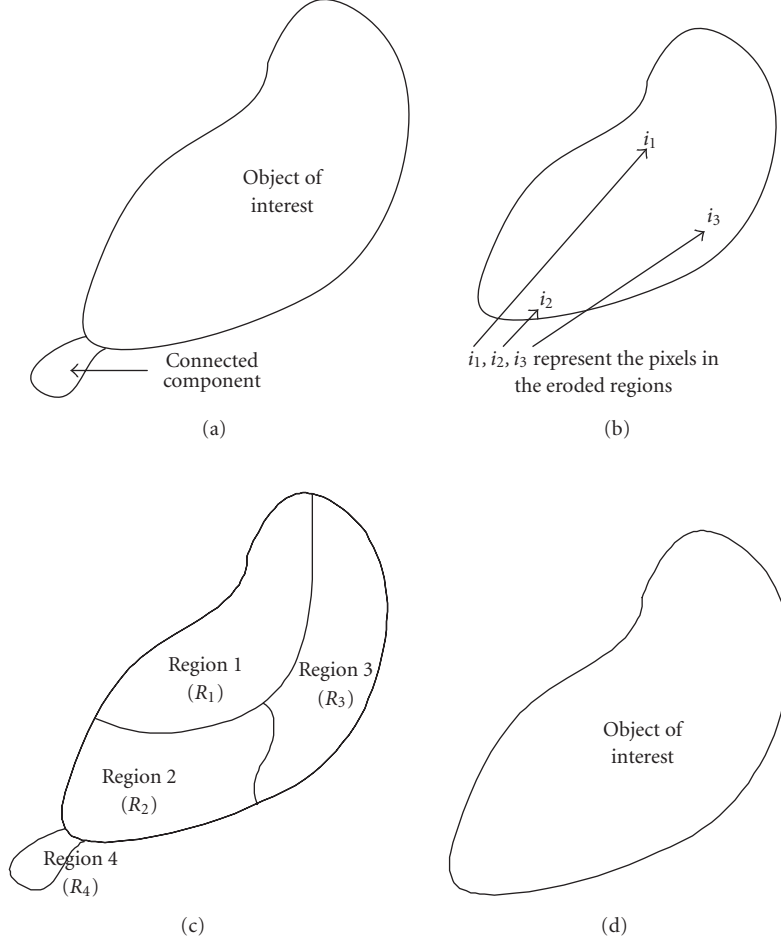 Object of
interest
Connected
component
(a)
i₁
i₃
i₂
i₁, i₂, i₃ represent the pixels in
the eroded regions
(b)
Region 1
(R₁)
Region 3
(R₃)
Region 2
(R₂)
Region 4
(R₄)
(c)
Object of
interest
(d)